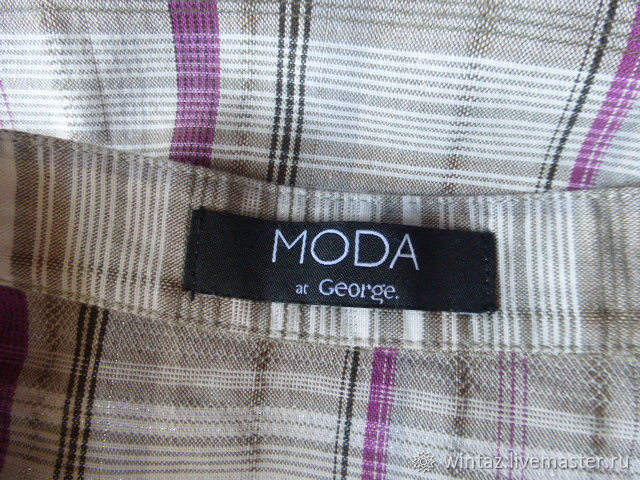 MODA
at George.
wintaz.livemaster.ru